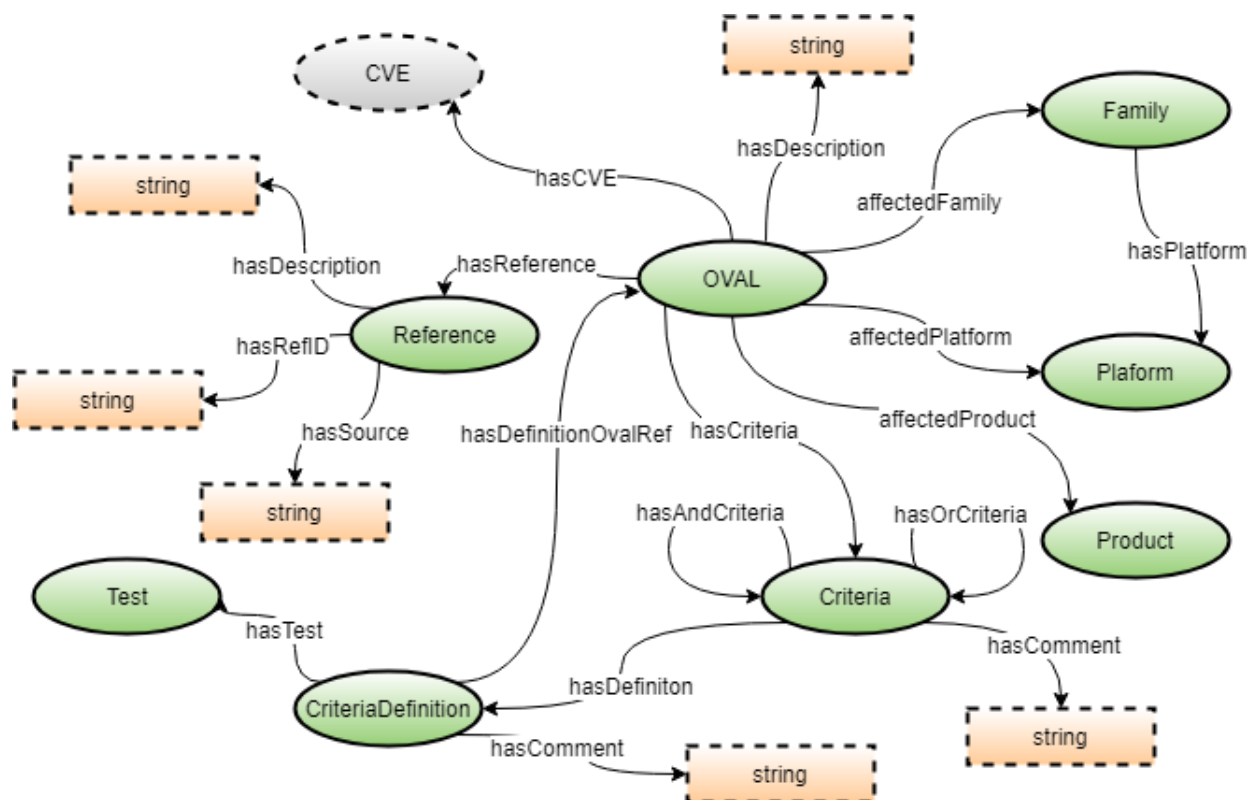 string
CVE
Family
hasDescription
string
hasCVE
affectedFamily
hasPlatform
hasDescription
hasReference
OVAL
Reference
hasRefID
affectedPlatform
Plaform
string
hasSource
hasDefinitionOvalRef
hasCriteria
affectedProduct
string
hasAndCriteria
hasOrCriteria
Product
Test
Criteria
hasTest
hasComment
hasDefiniton
CriteriaDefinition
string
hasComment
string